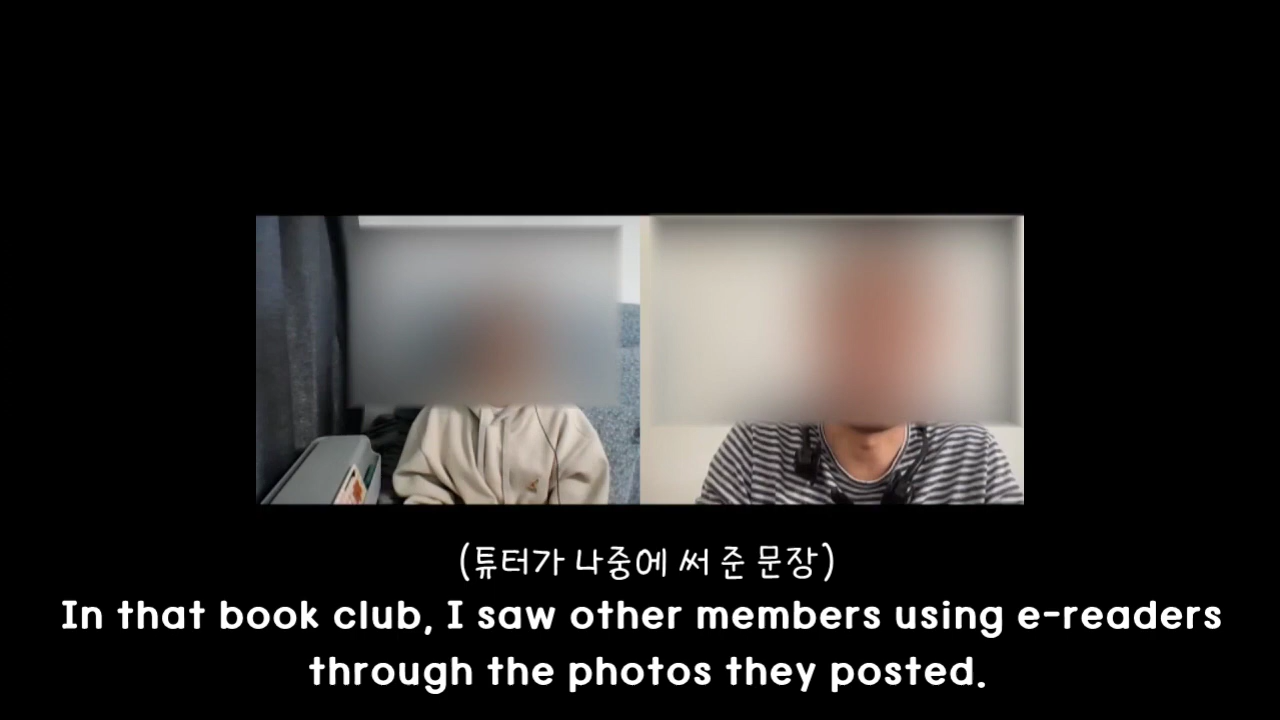 (튜터가 나중에 써 준 문장)
In that book club, I saw other members using e-readers
through the photos they posted.